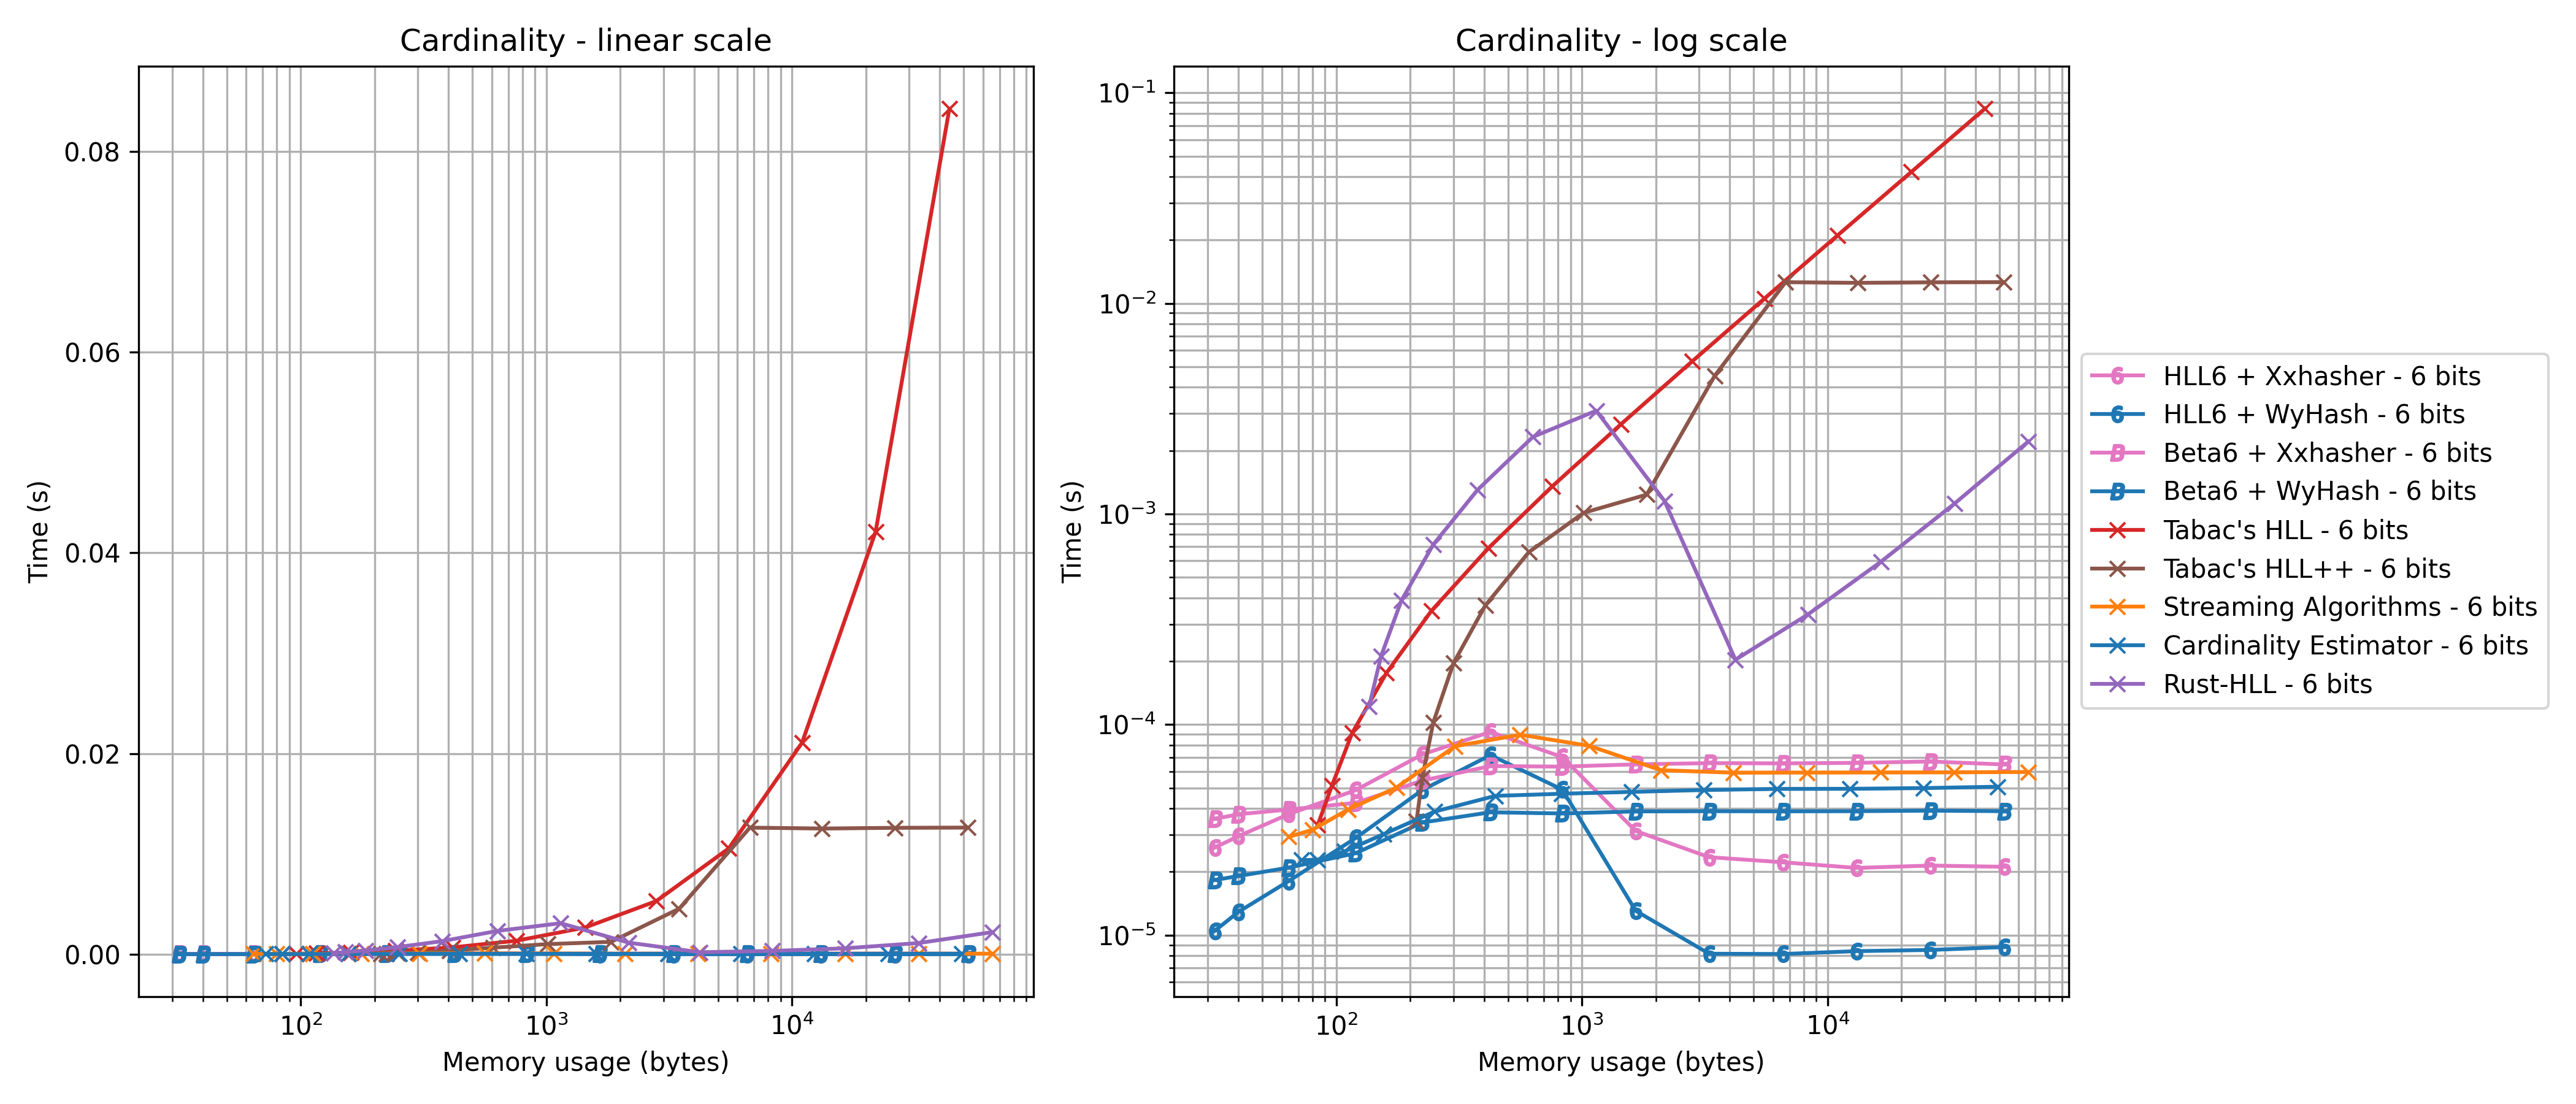 Cardinality - linear scale
Time (s)
0.08
0.06
0.04
0.02
0.00
10²
10³
10⁴
Memory usage (bytes)
Cardinality - log scale
Time (s)
10⁻¹
10⁻²
10⁻³
10⁻⁴
10⁻⁵
10²
10³
10⁴
Memory usage (bytes)
6 HLL6 + Xxhasher - 6 bits
6 HLL6 + WyHash - 6 bits
B Beta6 + Xxhasher - 6 bits
B Beta6 + WyHash - 6 bits
Tabac's HLL - 6 bits
Tabac's HLL++ - 6 bits
Streaming Algorithms - 6 bits
Cardinality Estimator - 6 bits
Rust-HLL - 6 bits